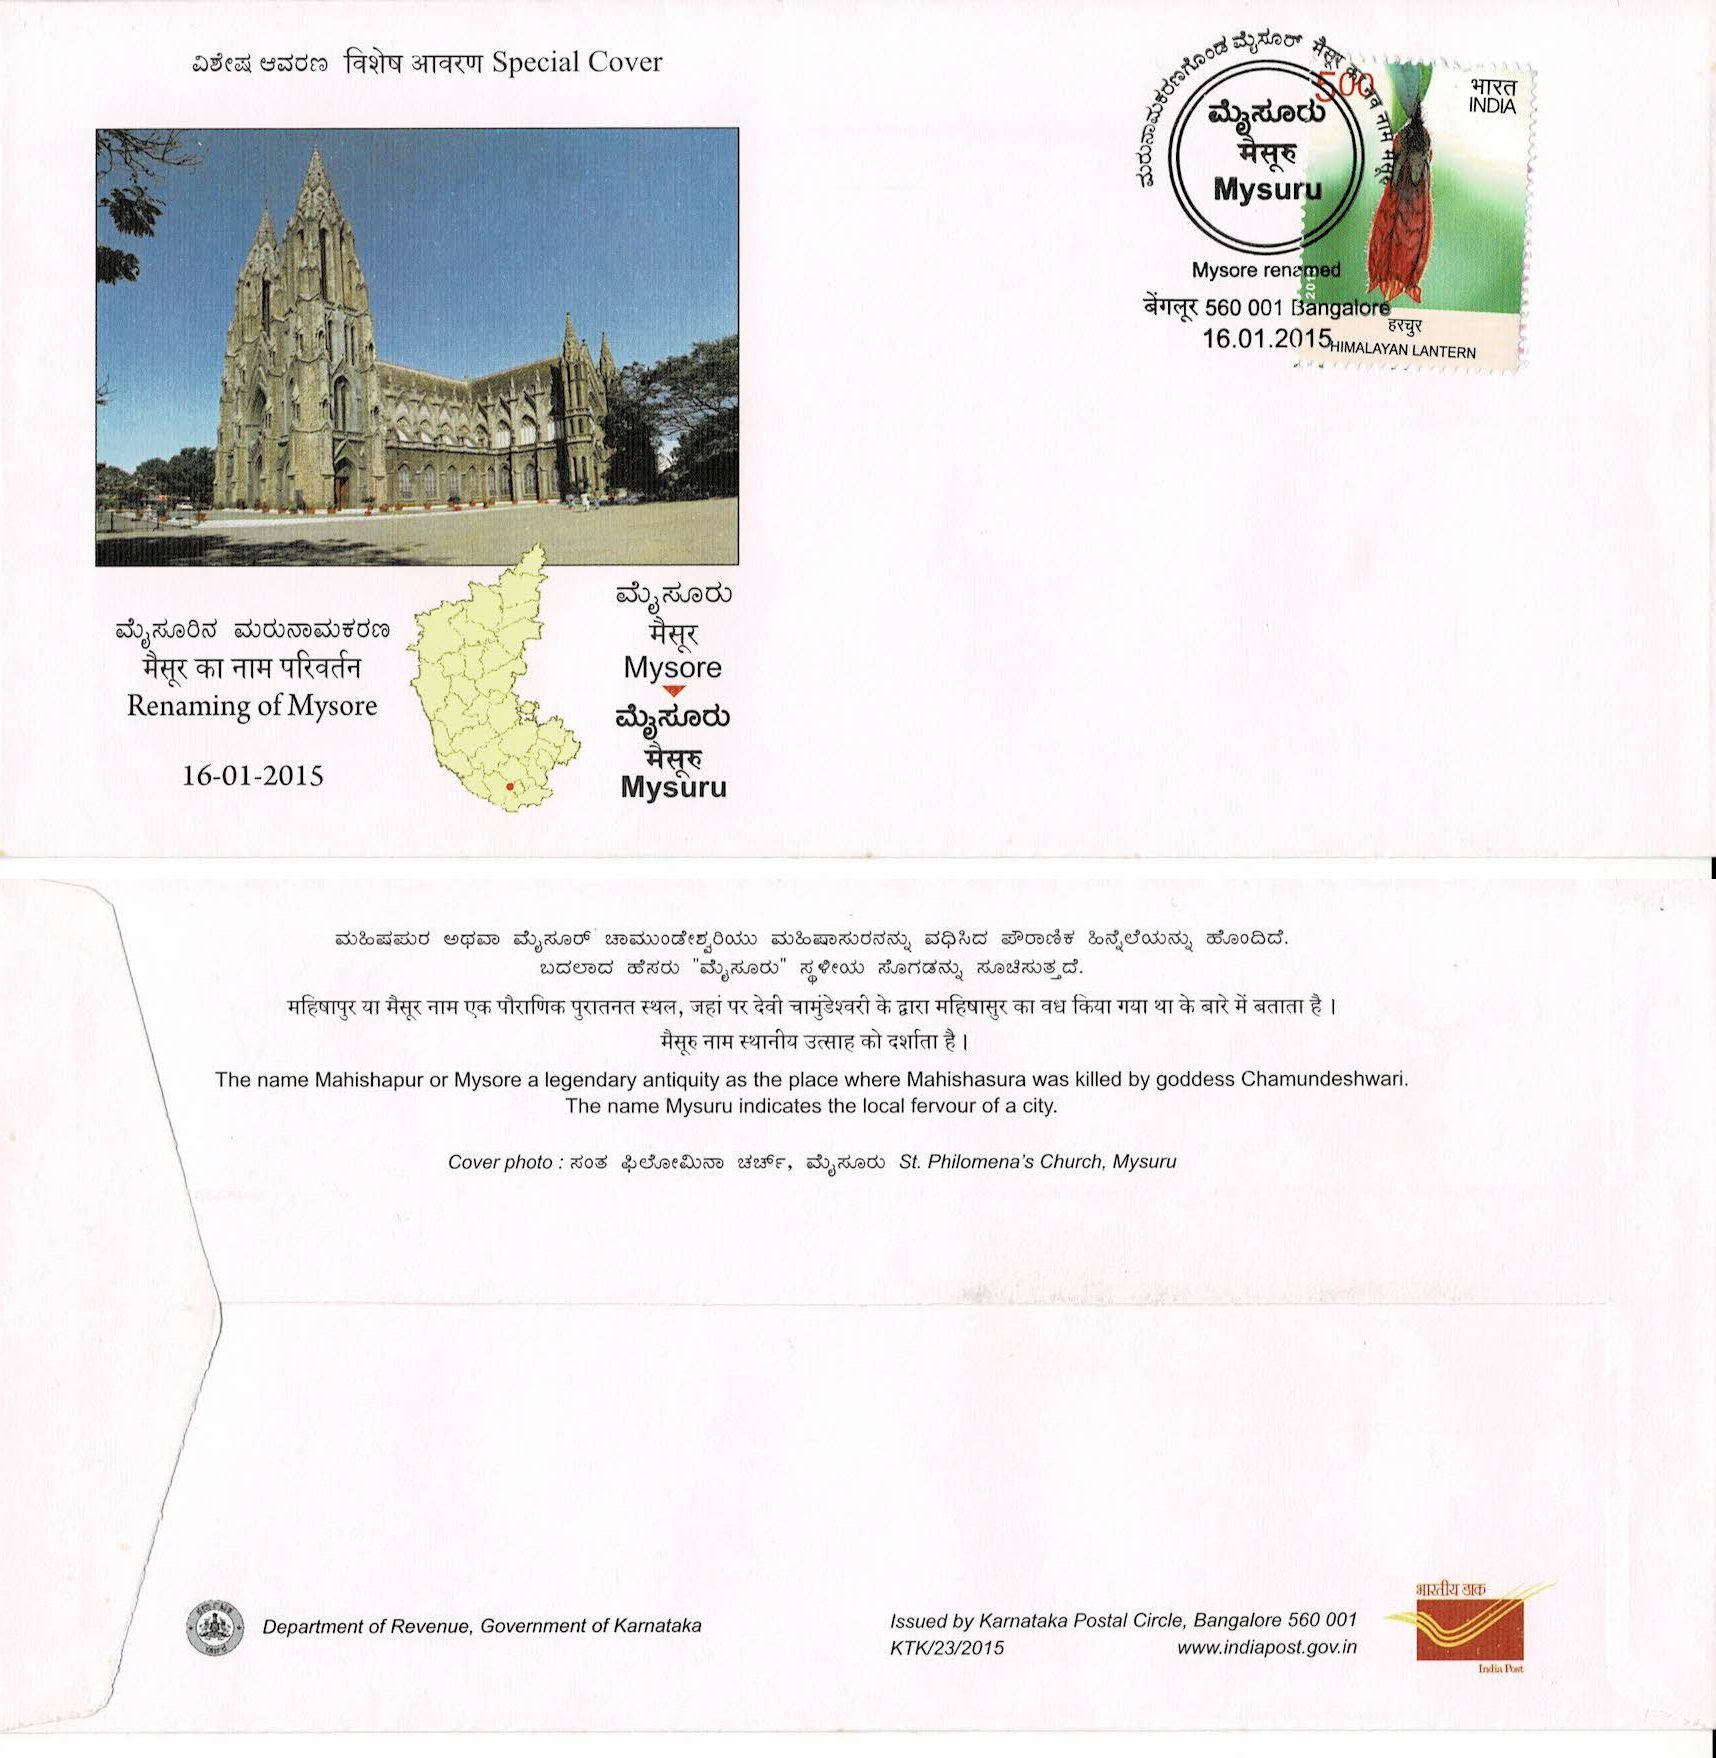 ವಿಶೇಷ ಆವರಣ विशेष आवरण Special Cover
ಮರುನಾಮಕರಣಗೊಂಡ ಮೈಸೂರ್ मैसूर का नव नाम मैसूरु
ಮೈಸೂರು
मैसूरु
Mysuru
Mysore renamed
बेंगलूर 560 001 Bangalore
16.01.2015
500
भारत
INDIA
हरचुर
HIMALAYAN LANTERN
ಮೈಸೂರಿನ ಮರುನಾಮಕರಣ
मैसूर का नाम परिवर्तन
Renaming of Mysore
16-01-2015
ಮೈಸೂರು
मैसूर
Mysore
ಮೈಸೂರು
मैसूरु
Mysuru
ಮಹಿಷಪುರ ಅಥವಾ ಮೈಸೂರ್ ಚಾಮುಂಡೇಶ್ವರಿಯು ಮಹಿಷಾಸುರನನ್ನು ವಧಿಸಿದ ಪೌರಾಣಿಕ ಹಿನ್ನೆಲೆಯನ್ನು ಹೊಂದಿದೆ.
ಬದಲಾದ ಹೆಸರು "ಮೈಸೂರು" ಸ್ಥಳೀಯ ಸೊಗಡನ್ನು ಸೂಚಿಸುತ್ತದೆ.
महिषापुर या मैसूर नाम एक पौराणिक पुरातनत स्थल, जहां पर देवी चामुंडेश्वरी के द्वारा महिषासुर का वध किया गया था के बारे में बताता है ।
मैसूरु नाम स्थानीय उत्साह को दर्शाता है ।
The name Mahishapur or Mysore a legendary antiquity as the place where Mahishasura was killed by goddess Chamundeshwari.
The name Mysuru indicates the local fervour of a city.
Cover photo : ಸಂತ ಫಿಲೋಮಿನಾ ಚರ್ಚ್, ಮೈಸೂರು St. Philomena's Church, Mysuru
Department of Revenue, Government of Karnataka
Issued by Karnataka Postal Circle, Bangalore 560 001
KTK/23/2015 www.indiapost.gov.in
भारतीय डाक
India Post